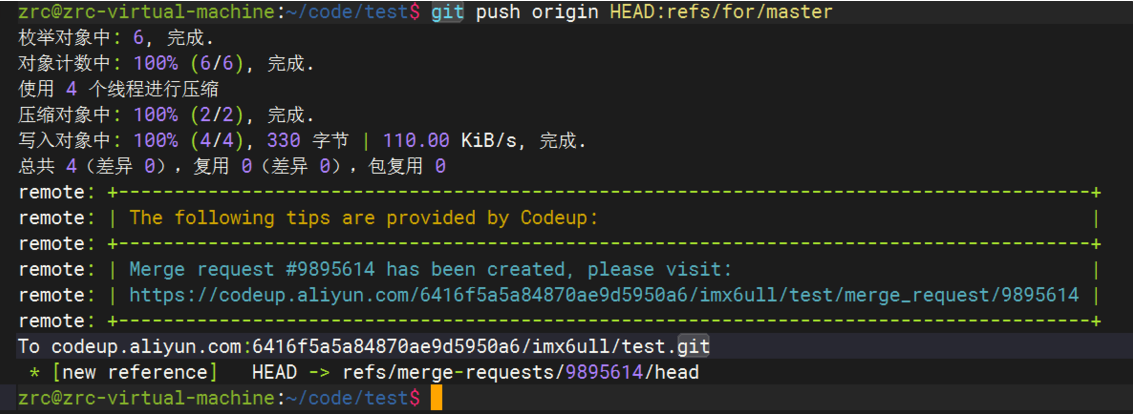 zrc@zrc-virtual-machine:~/code/test$ git push origin HEAD:refs/for/master
枚举对象中: 6, 完成.
对象计数中: 100% (6/6), 完成.
使用 4 个线程进行压缩
压缩对象中: 100% (2/2), 完成.
写入对象中: 100% (4/4), 330 字节 | 110.00 KiB/s, 完成.
总共 4（差异 0），复用 0（差异 0），包复用 0
remote: +------------------------------------------------------------------------------------+
remote: | The following tips are provided by Codeup: |
remote: +------------------------------------------------------------------------------------+
remote: | Merge request #9895614 has been created, please visit: |
remote: | https://codeup.aliyun.com/6416f5a5a84870ae9d5950a6/imx6ull/test/merge_request/9895614 |
remote: +------------------------------------------------------------------------------------+
To codeup.aliyun.com:6416f5a5a84870ae9d5950a6/imx6ull/test.git
 * [new reference]   HEAD -> refs/merge-requests/9895614/head
zrc@zrc-virtual-machine:~/code/test$